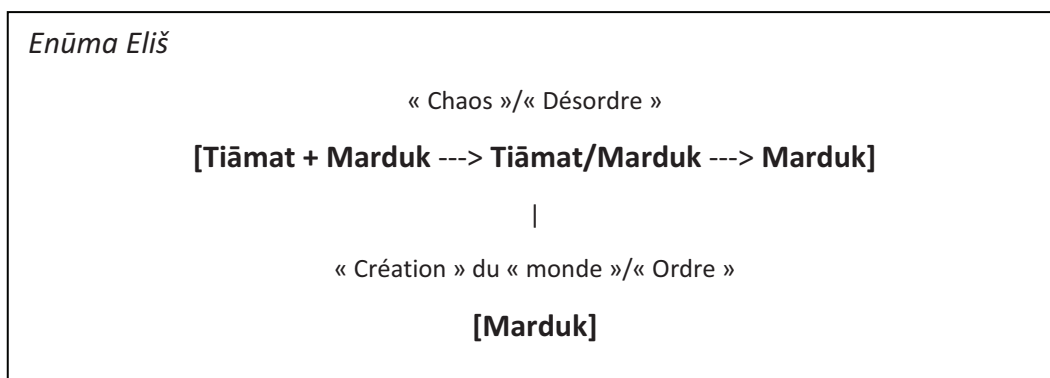 Enūma Eliš
« Chaos »/« Désordre »
[Tiāmat + Marduk ---> Tiāmat/Marduk ---> Marduk]
|
« Création » du « monde »/« Ordre »
[Marduk]